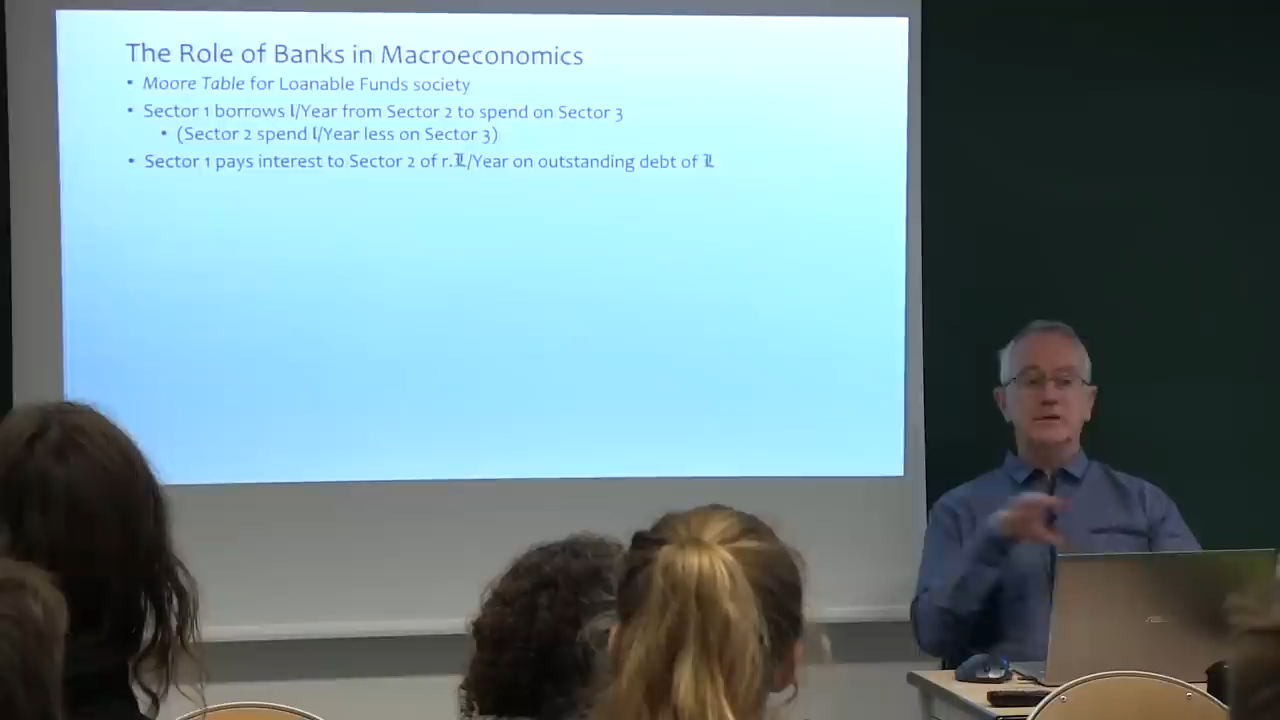 The Role of Banks in Macroeconomics
• Moore Table for Loanable Funds society
• Sector 1 borrows l/Year from Sector 2 to spend on Sector 3
• (Sector 2 spend l/Year less on Sector 3)
• Sector 1 pays interest to Sector 2 of r.𝕃/Year on outstanding debt of 𝕃